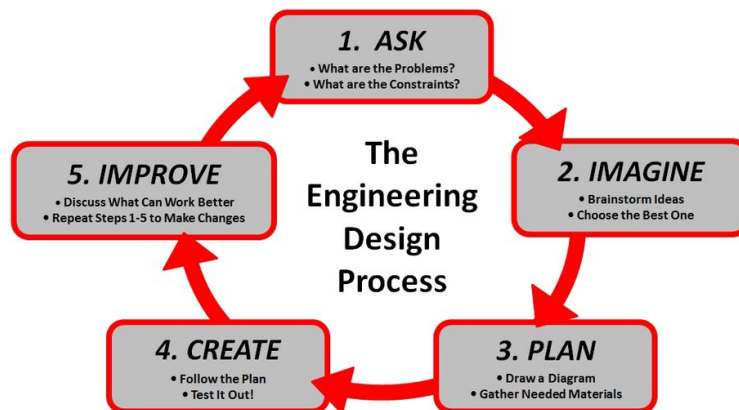 1. ASK
• What are the Problems?
• What are the Constraints?
2. IMAGINE
• Brainstorm Ideas
• Choose the Best One
3. PLAN
• Draw a Diagram
• Gather Needed Materials
4. CREATE
• Follow the Plan
• Test It Out!
5. IMPROVE
• Discuss What Can Work Better
• Repeat Steps 1-5 to Make Changes
The
Engineering
Design
Process